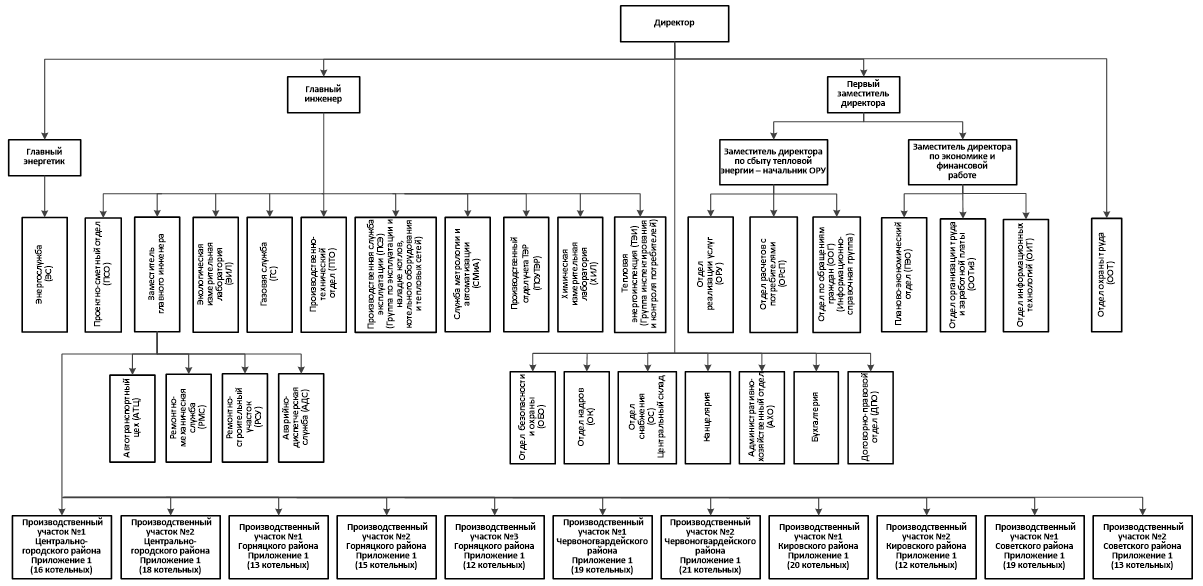 Директор
Главный
инженер
Первый
заместитель
директора
Главный
энергетик
Заместитель директора
по сбыту тепловой
энергии – начальник ОРУ
Заместитель директора
по экономике и
финансовой
работе
Энергослужба
(ЭС)
Проектно-сметный отдел
(ПСО)
Заместитель
главного инженера
Экологическая
измерительная
лаборатория
(ЭИЛ)
Газовая служба
(ГС)
Производственно-
технический
отдел (ПТО)
Производственная служба
эксплуатации (ПСЭ)
(Группа по эксплуатации и
наладке котлов,
котельного оборудования
и тепловых сетей)
Служба метрологии и
автоматизации
(СМиА)
Производственный
отдел учета ТЭР
(ПОУТЭР)
Химическая
измерительная
лаборатория
(ХИЛ)
Тепловая
энергоинспекция (ТЭИ)
(Группа инспектирования
и контроля потребителей)
Отдел
реализации услуг
(ОРУ)
Отдел расчетов с
потребителями
(ОРСП)
Отдел по обращениям
граждан (ООГ)
(Информационно-
справочная группа)
Планово-экономический
отдел (ПЭО)
Отдел организации труда
и заработной платы
(ООТиЗ)
Отдел информационных
технологий (ОИТ)
Отдел охраны труда
(ООТ)
Автотранспортный
цех (АТЦ)
Ремонтно-
механическая
служба
(РМС)
Ремонтно-
строительный
участок
(РСУ)
Аварийно-
диспетчерская
служба (АДС)
Отдел безопасности
и охраны
(ОБО)
Отдел кадров
(ОК)
Отдел
снабжения
(ОС)
Центральный склад
Канцелярия
Административно-
хозяйственный отдел
(АХО)
Бухгалтерия
Договорно-правовой
отдел (ДПО)
Производственный
участок №1
Центрально-
городского района
Приложение 1
(16 котельных)
Производственный
участок №2
Центрально-
городского района
Приложение 1
(18 котельных)
Производственный
участок №1
Горняцкого района
Приложение 1
(13 котельных)
Производственный
участок №2
Горняцкого района
Приложение 1
(15 котельных)
Производственный
участок №3
Горняцкого района
Приложение 1
(12 котельных)
Производственный
участок №1
Червоногвардейского
района
Приложение 1
(19 котельных)
Производственный
участок №2
Червоногвардейского
района
Приложение 1
(21 котельных)
Производственный
участок №1
Кировского района
Приложение 1
(20 котельных)
Производственный
участок №2
Кировского района
Приложение 1
(12 котельных)
Производственный
участок №1
Советского района
Приложение 1
(19 котельных)
Производственный
участок №2
Советского района
Приложение 1
(13 котельных)